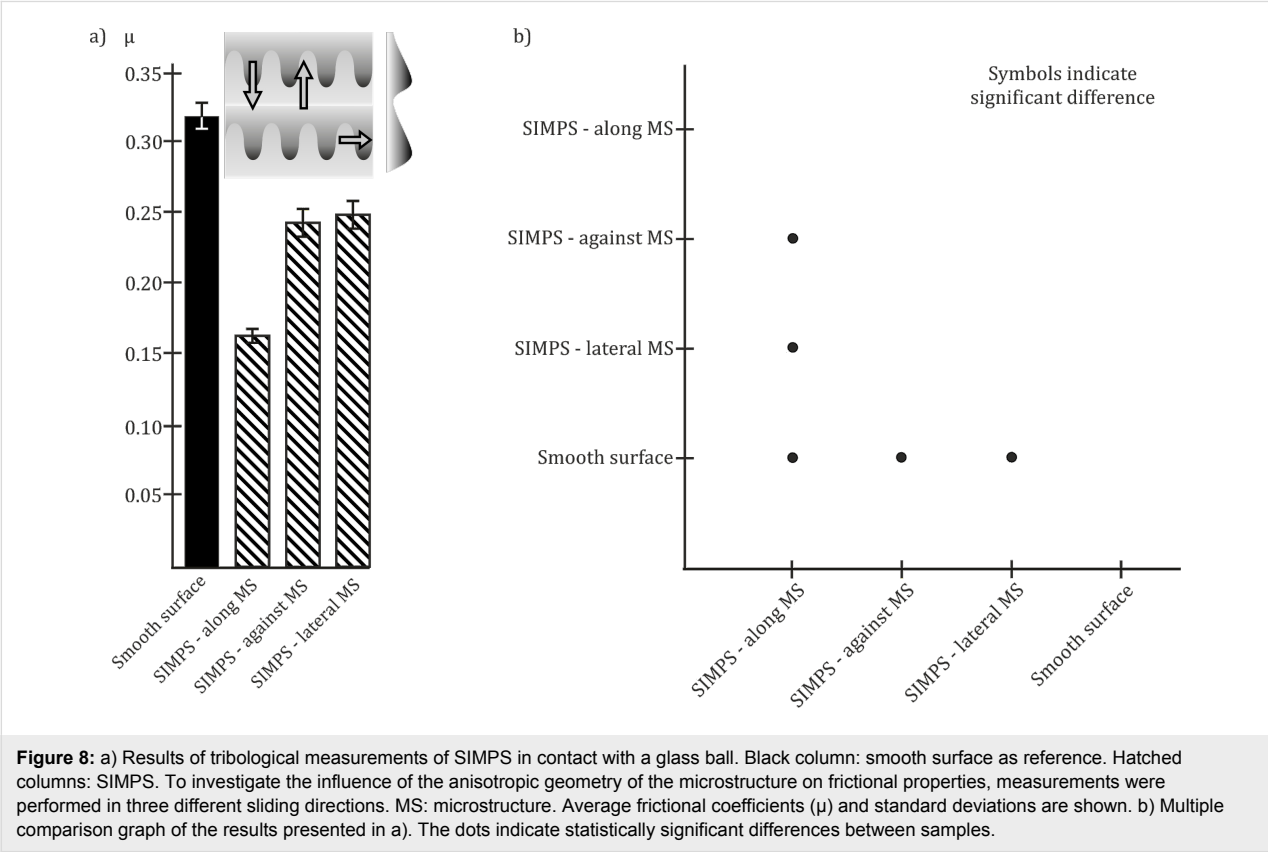 a) μ
0.35
0.30
0.25
0.20
0.15
0.10
0.05
Smooth surface
SIMPS - along MS
SIMPS - against MS
SIMPS - lateral MS
b)
Symbols indicate
significant difference
SIMPS - along MS
SIMPS - against MS
SIMPS - lateral MS
Smooth surface
SIMPS - along MS
SIMPS - against MS
SIMPS - lateral MS
Smooth surface
Figure 8: a) Results of tribological measurements of SIMPS in contact with a glass ball. Black column: smooth surface as reference. Hatched
columns: SIMPS. To investigate the influence of the anisotropic geometry of the microstructure on frictional properties, measurements were
performed in three different sliding directions. MS: microstructure. Average frictional coefficients (μ) and standard deviations are shown. b) Multiple
comparison graph of the results presented in a). The dots indicate statistically significant differences between samples.